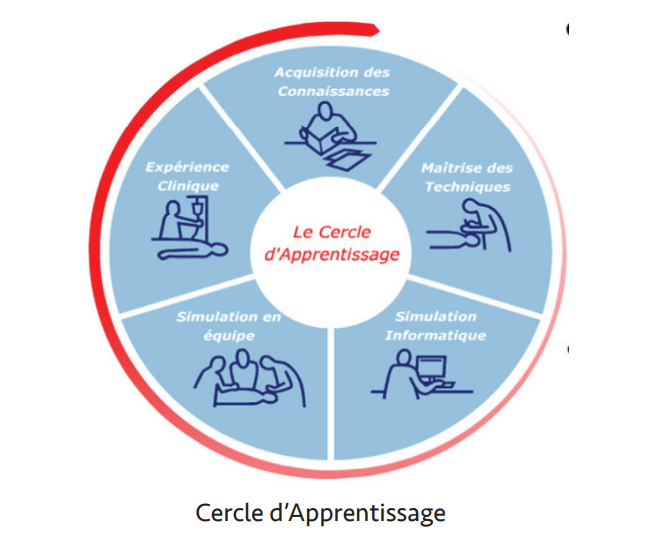 Acquisition des
Connaissances
Maîtrise des
Techniques
Simulation
Informatique
Simulation en
équipe
Expérience
Clinique
Le Cercle
d'Apprentissage
Cercle d’Apprentissage